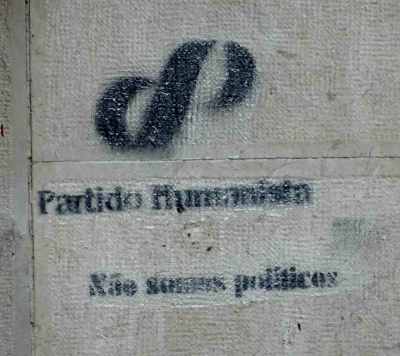 Partido Humanista
Não somos políticos